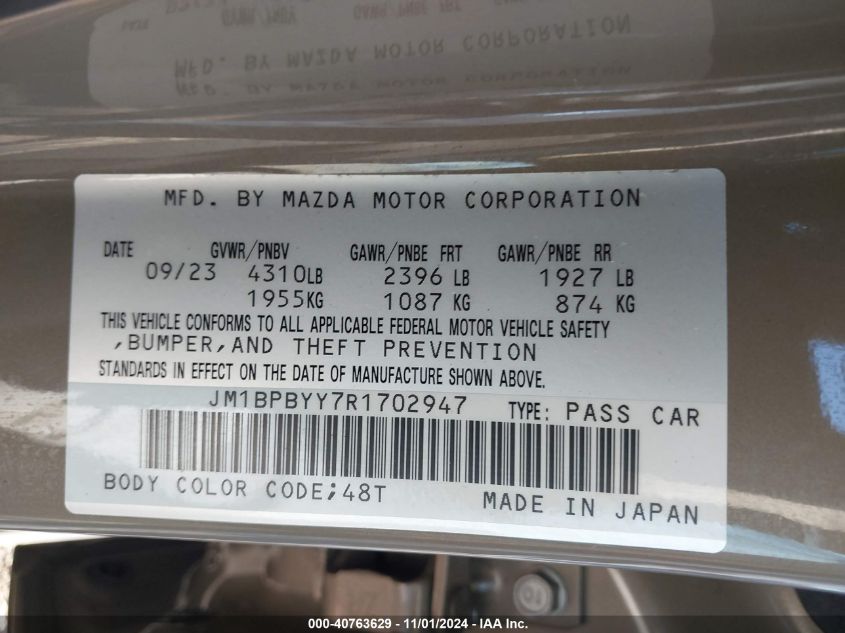 MFD. BY MAZDA MOTOR CORPORATION
DATE GVWR/PNBV GAWR/PNBE FRT GAWR/PNBE RR
09/23 4310LB 2396 LB 1927 LB
1955KG 1087 KG 874 KG
THIS VEHICLE CONFORMS TO ALL APPLICABLE FEDERAL MOTOR VEHICLE SAFETY
,BUMPER,AND THEFT PREVENTION
STANDARDS IN EFFECT ON THE DATE OF MANUFACTURE SHOWN ABOVE.
JM1BPBYY7R1702947 TYPE: PASS CAR
BODY COLOR CODE;48T MADE IN JAPAN
000-40763629 - 11/01/2024 - IAA Inc.